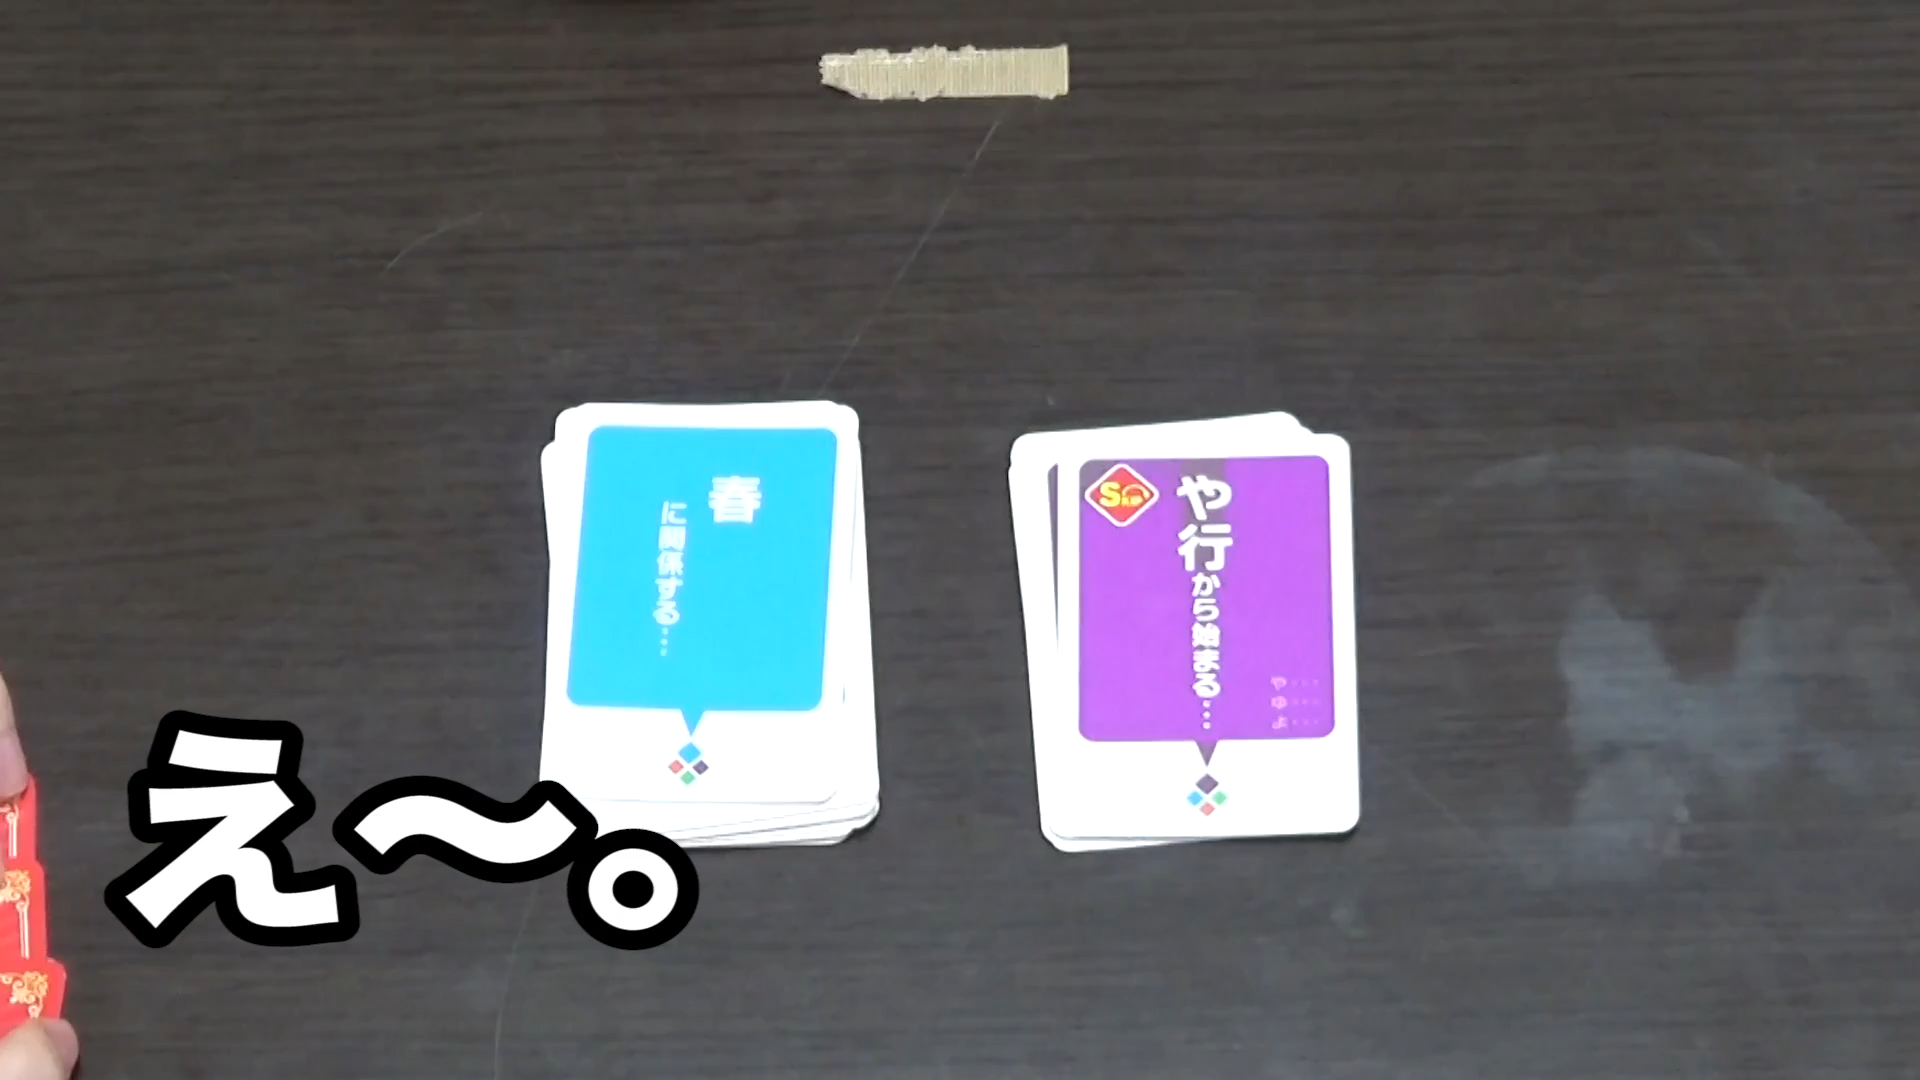 春
に関係する…
や行から始まる…
や・・・
ゆ・・・
よ・・・
え〜。